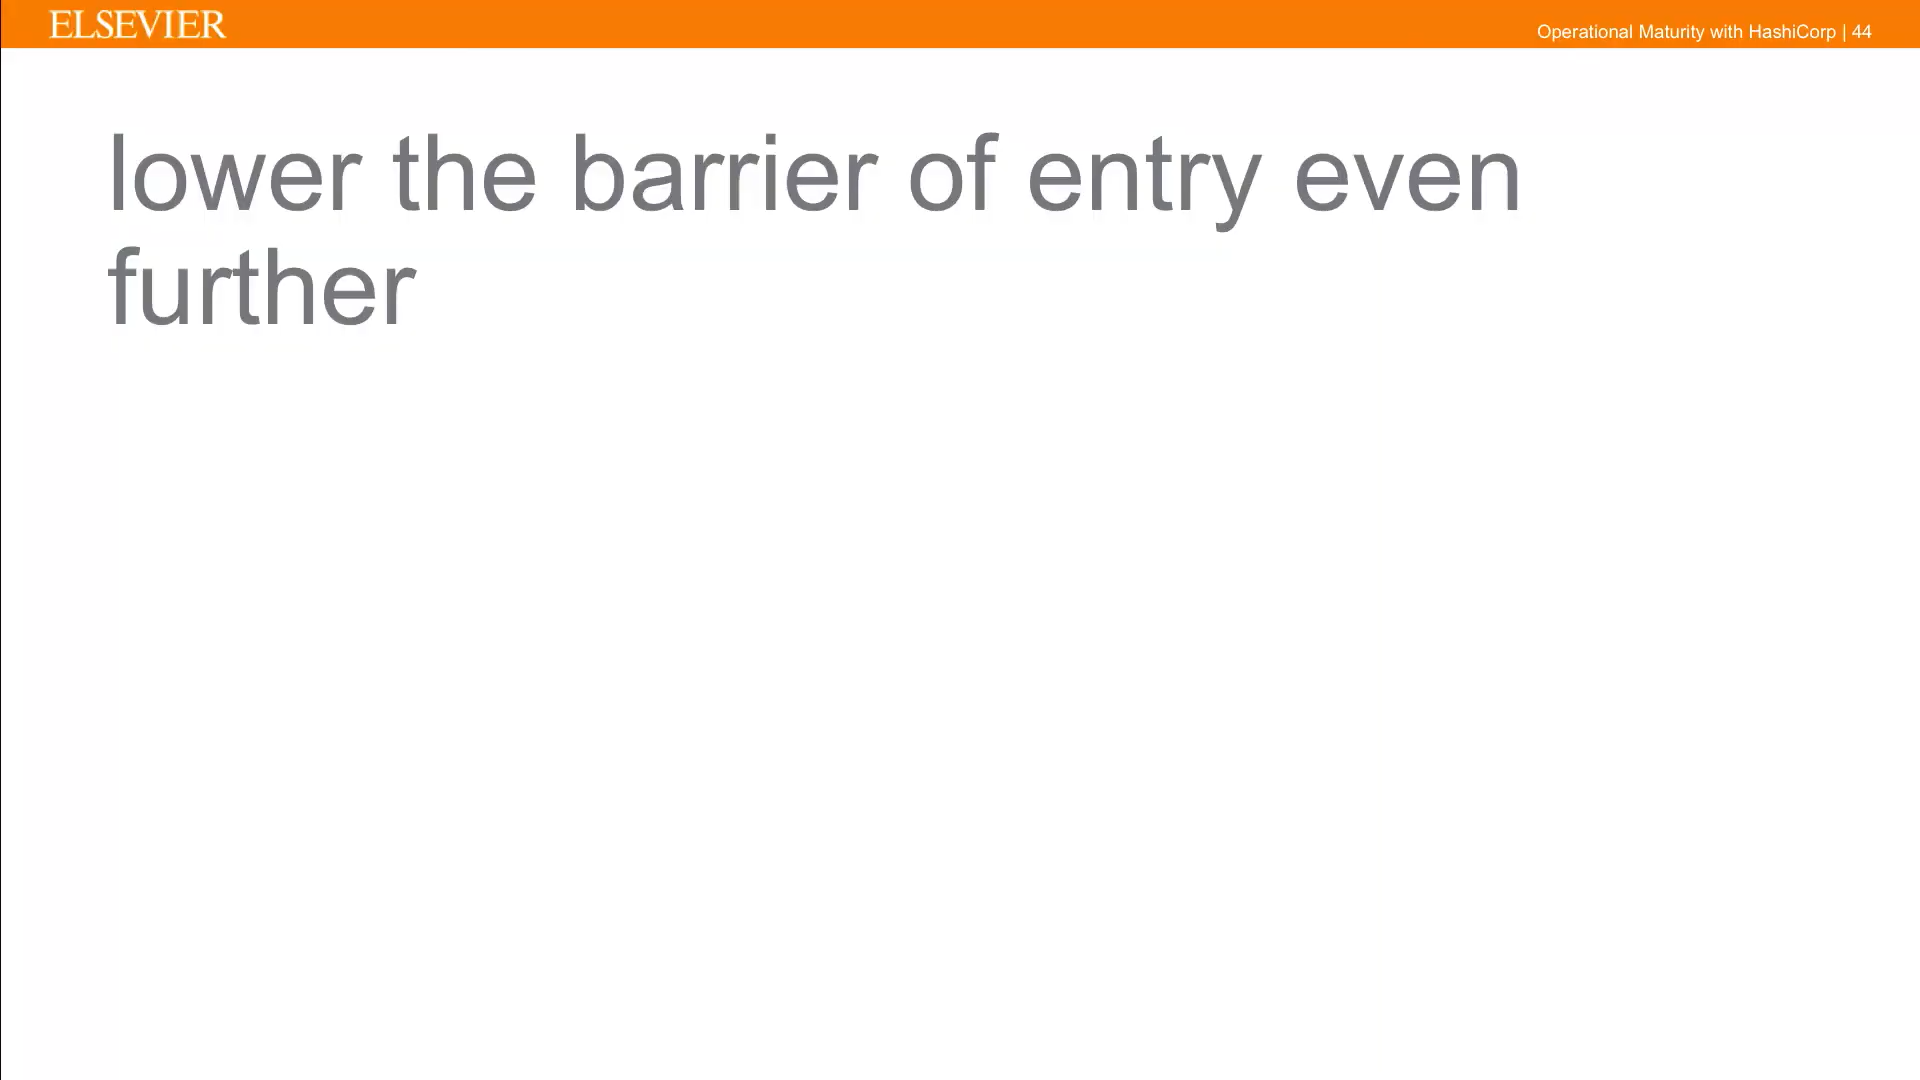 ELSEVIER
Operational Maturity with HashiCorp | 44
lower the barrier of entry even
further